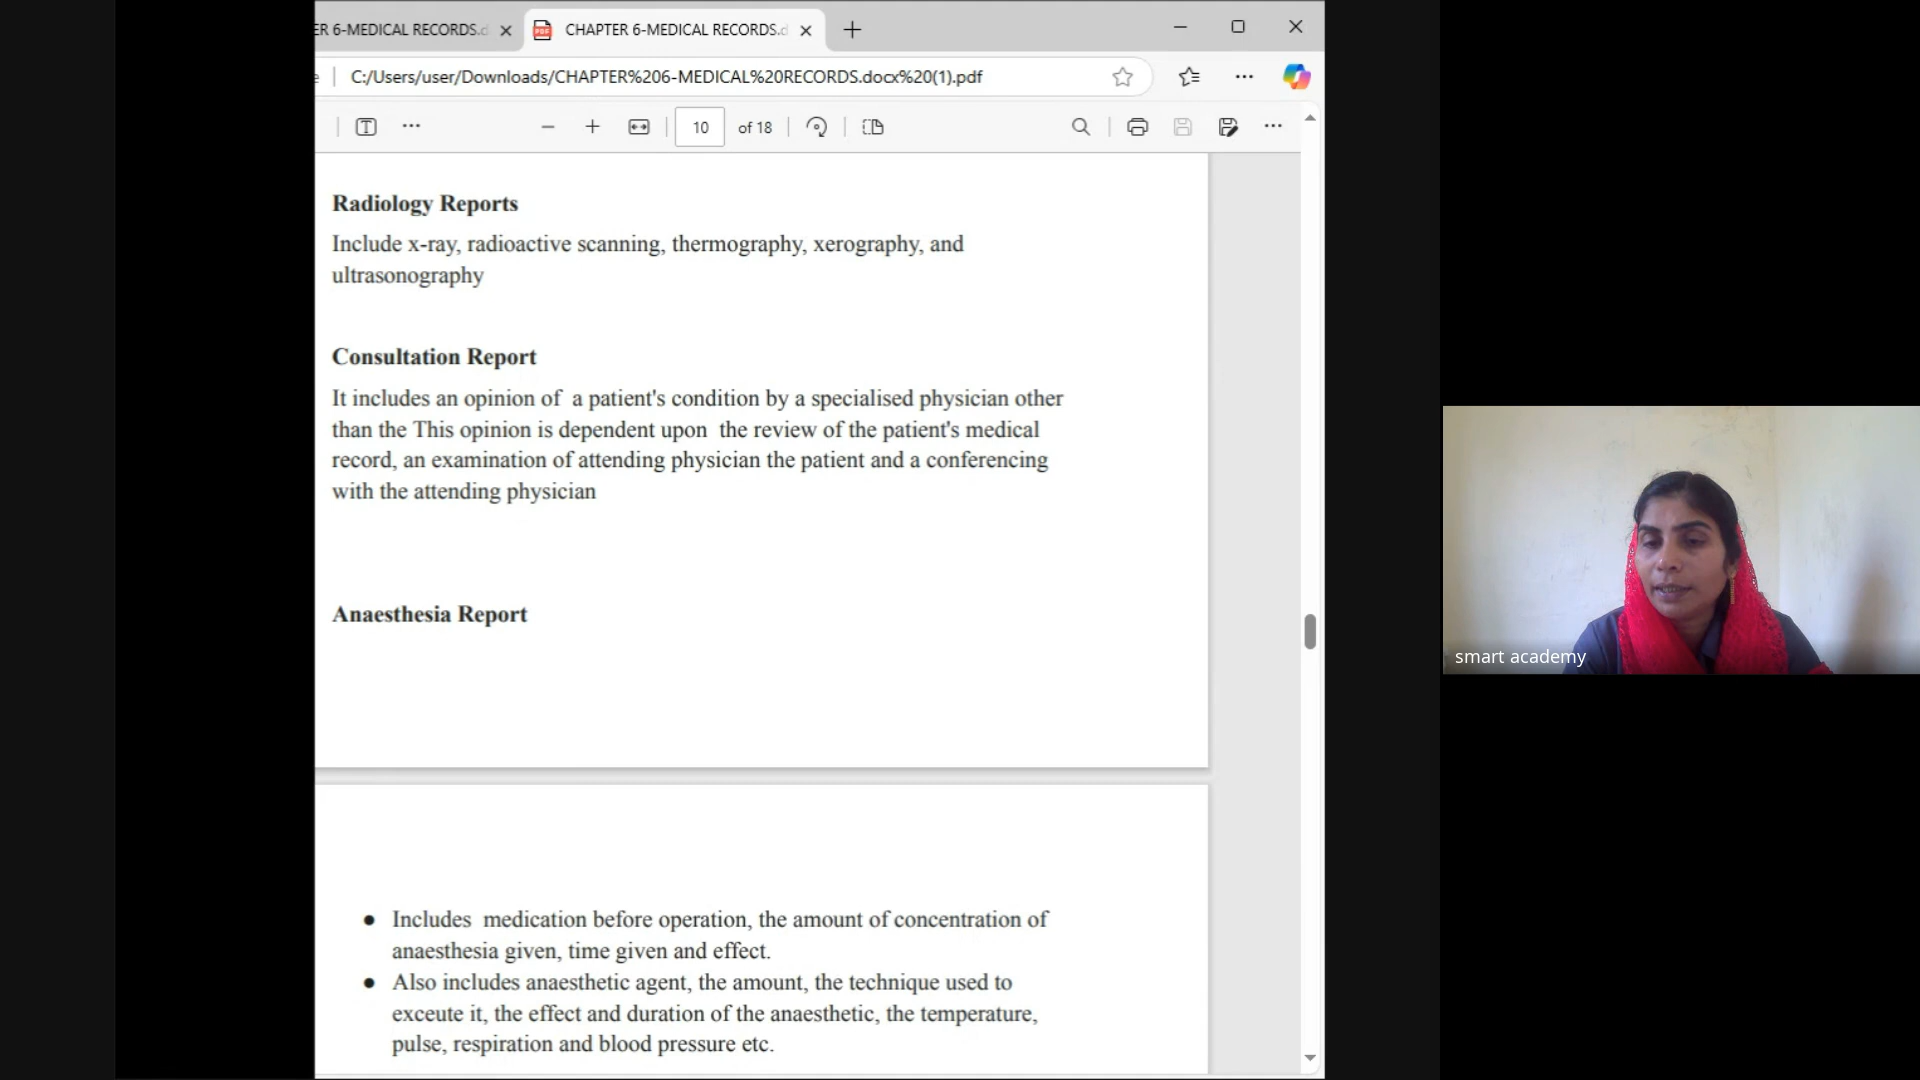 ER 6-MEDICAL RECORDS.d
CHAPTER 6-MEDICAL RECORDS.d
C:/Users/user/Downloads/CHAPTER%206-MEDICAL%20RECORDS.docx%20(1).pdf
10 of 18
Radiology Reports
Include x-ray, radioactive scanning, thermography, xerography, and
ultrasonography
Consultation Report
It includes an opinion of a patient's condition by a specialised physician other
than the This opinion is dependent upon the review of the patient's medical
record, an examination of attending physician the patient and a conferencing
with the attending physician
Anaesthesia Report
● Includes medication before operation, the amount of concentration of
anaesthesia given, time given and effect.
● Also includes anaesthetic agent, the amount, the technique used to
exceute it, the effect and duration of the anaesthetic, the temperature,
pulse, respiration and blood pressure etc.
smart academy